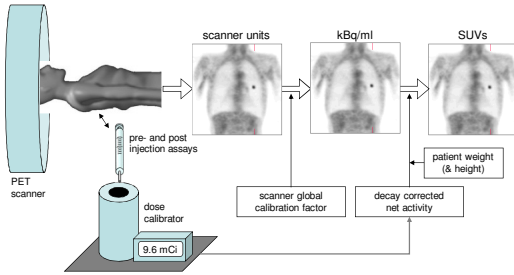 scanner units
kBq/ml
SUVs
pre- and post
injection assays
PET
scanner
dose
calibrator
9.6 mCi
scanner global
calibration factor
decay corrected
net activity
patient weight
(& height)